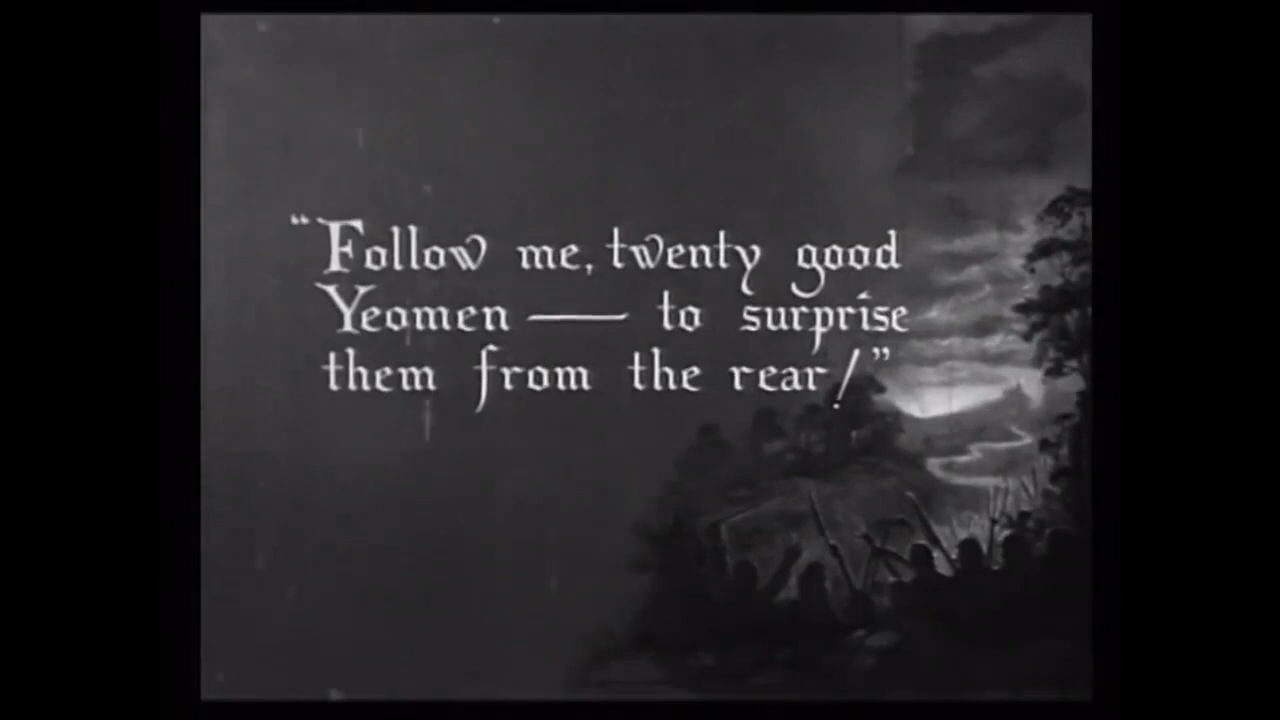 “Follow me, twenty good
Yeomen — to surprise
them from the rear!”